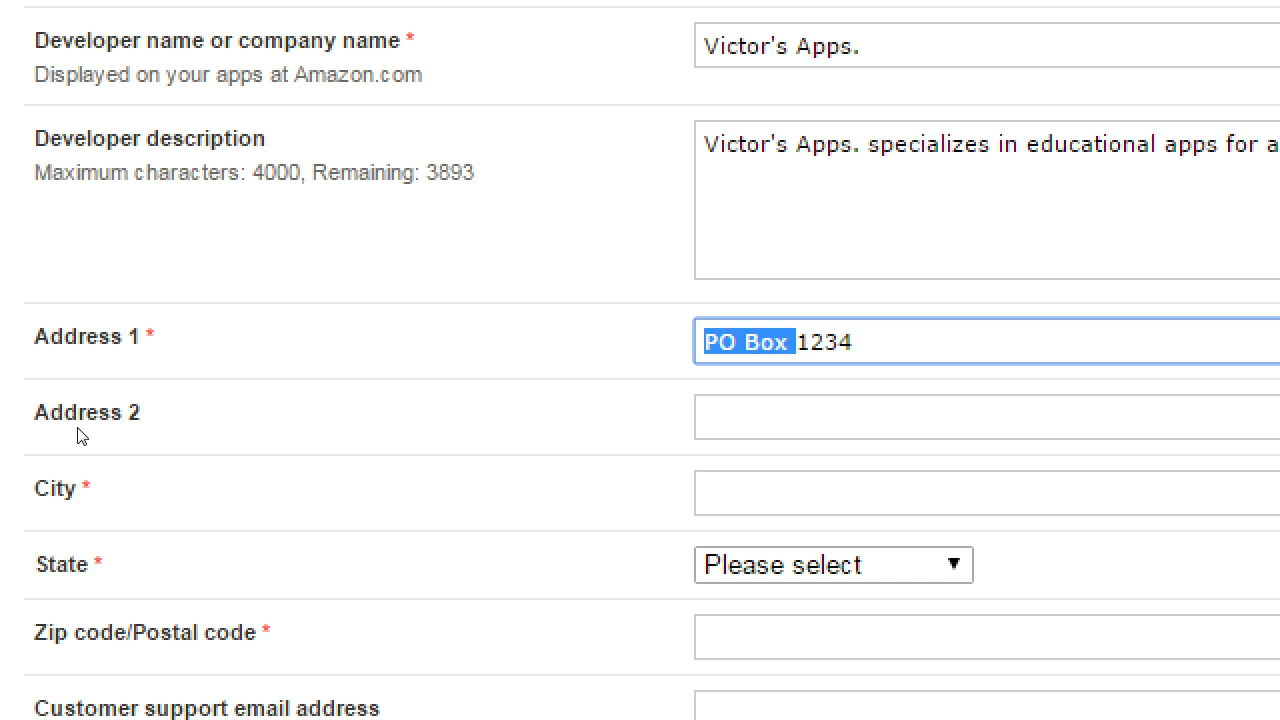 Developer name or company name *
Victor's Apps.
Displayed on your apps at Amazon.com
Developer description
Victor's Apps. specializes in educational apps for a
Maximum characters: 4000, Remaining: 3893
Address 1 *
PO Box 1234
Address 2
City *
State *
Please select
Zip code/Postal code *
Customer support email address